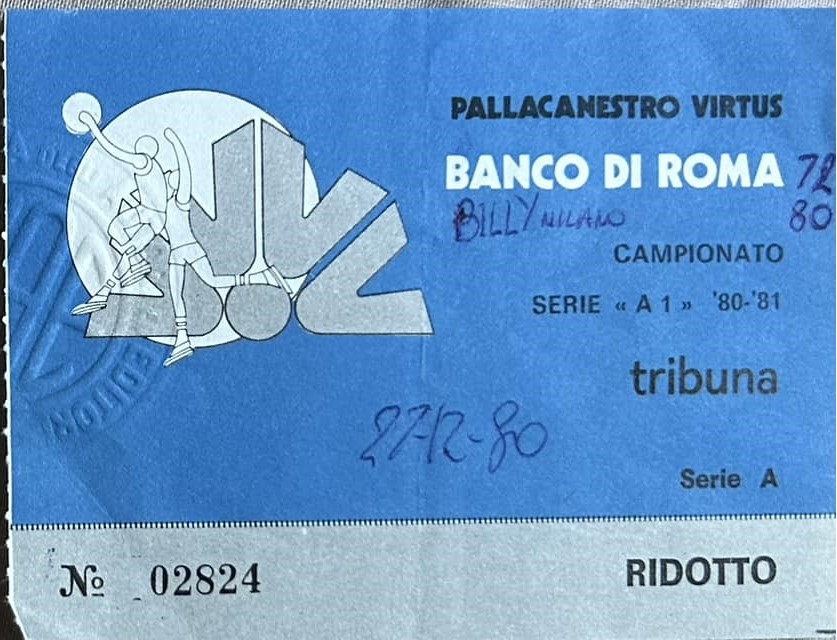 PALLACANESTRO VIRTUS
BANCO DI ROMA 72
BILLY MILANO 80
CAMPIONATO
SERIE « A 1 » '80-'81
tribuna
27-12-80
Serie A
EDITOR
№ 02824
RIDOTTO